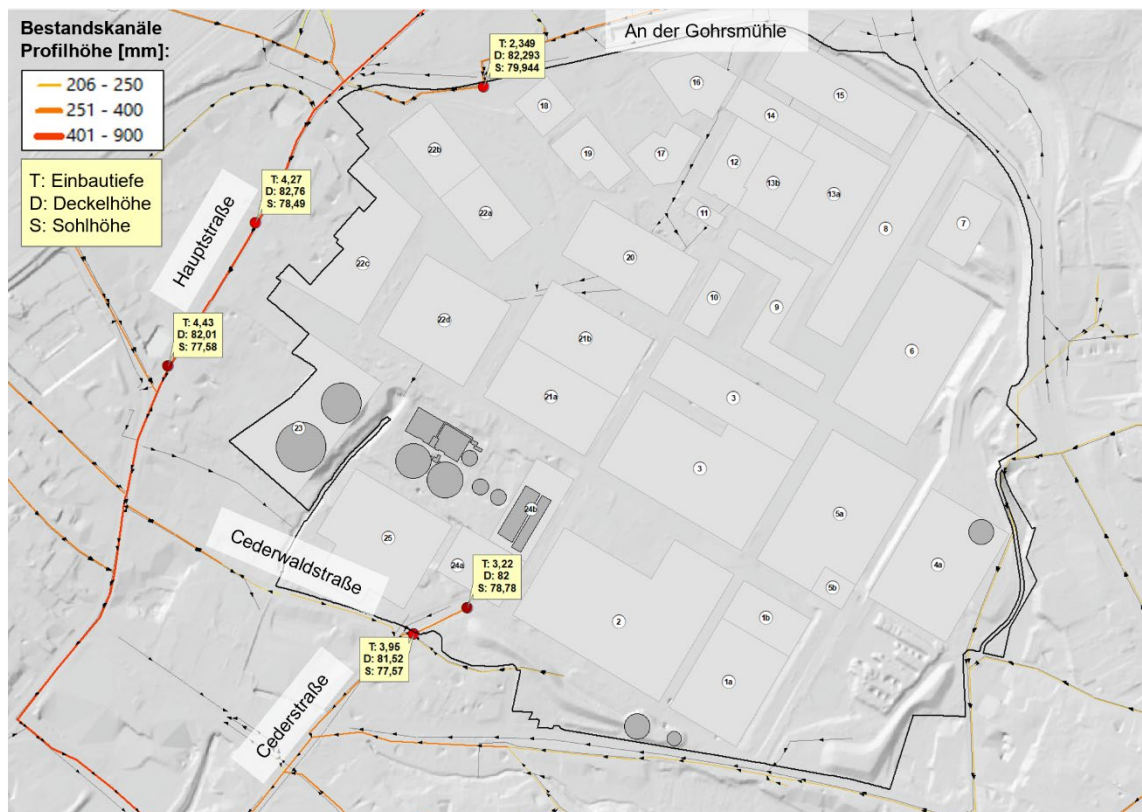 Bestandskanäle
Profilhöhe [mm]:
206 - 250
251 - 400
401 - 900
T: Einbautiefe
D: Deckelhöhe
S: Sohlhöhe
An der Gohrsmühle
T: 2,349
D: 82,293
S: 79,944
T: 4,27
D: 82,76
S: 78,49
Hauptstraße
T: 4,43
D: 82,01
S: 77,58
16
15
14
18
19
17
12
13b
13a
22b
22a
11
8
7
20
22c
10
9
22d
21b
6
21a
3
23
3
24b
5a
25
24a
4a
5b
Cederwaldstraße
T: 3,22
D: 82
S: 78,78
2
1b
T: 3,95
D: 81,52
S: 77,57
1a
Cederstraße